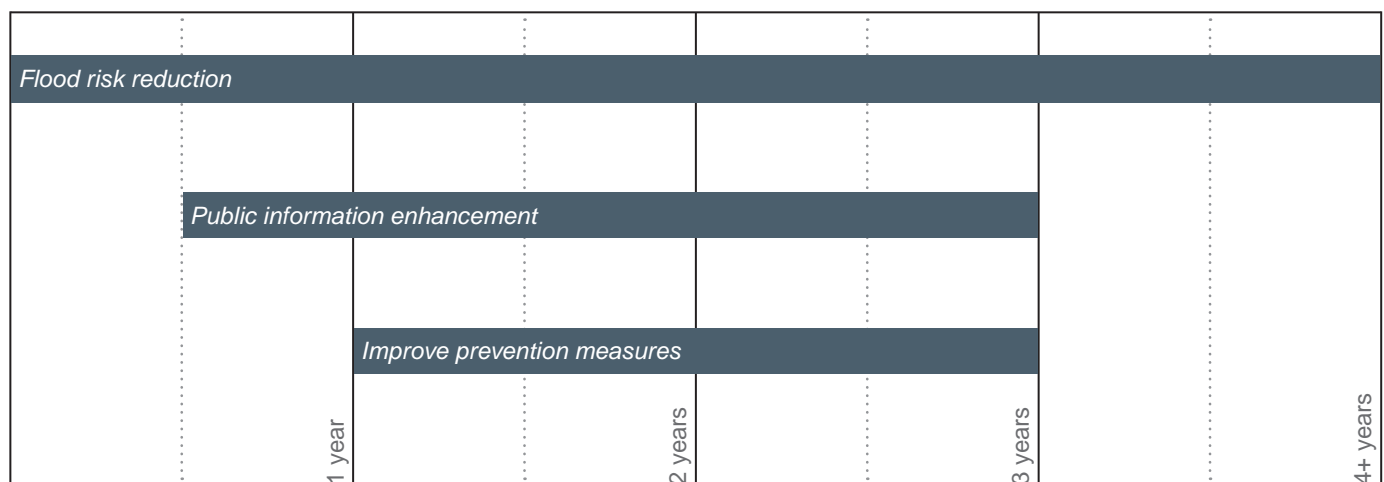 Flood risk reduction
Public information enhancement
Improve prevention measures
1 year
2 years
3 years
4+ years